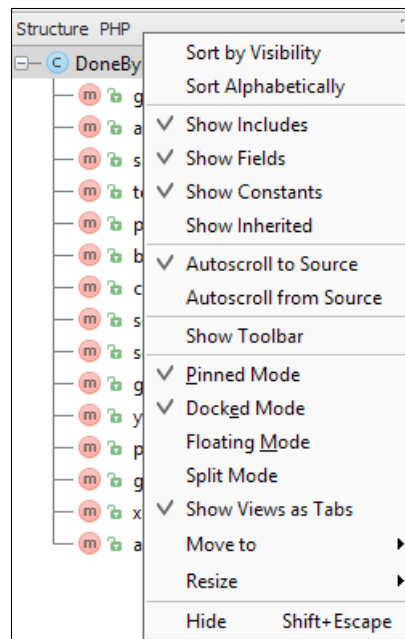 Structure PHP
C DoneBy
m g
m a
m s
m t
m p
m b
m c
m s
m s
m g
m y
m p
m g
m x
m a
Sort by Visibility
Sort Alphabetically
Show Includes
Show Fields
Show Constants
Show Inherited
Autoscroll to Source
Autoscroll from Source
Show Toolbar
Pinned Mode
Docked Mode
Floating Mode
Split Mode
Show Views as Tabs
Move to
Resize
Hide Shift+Escape